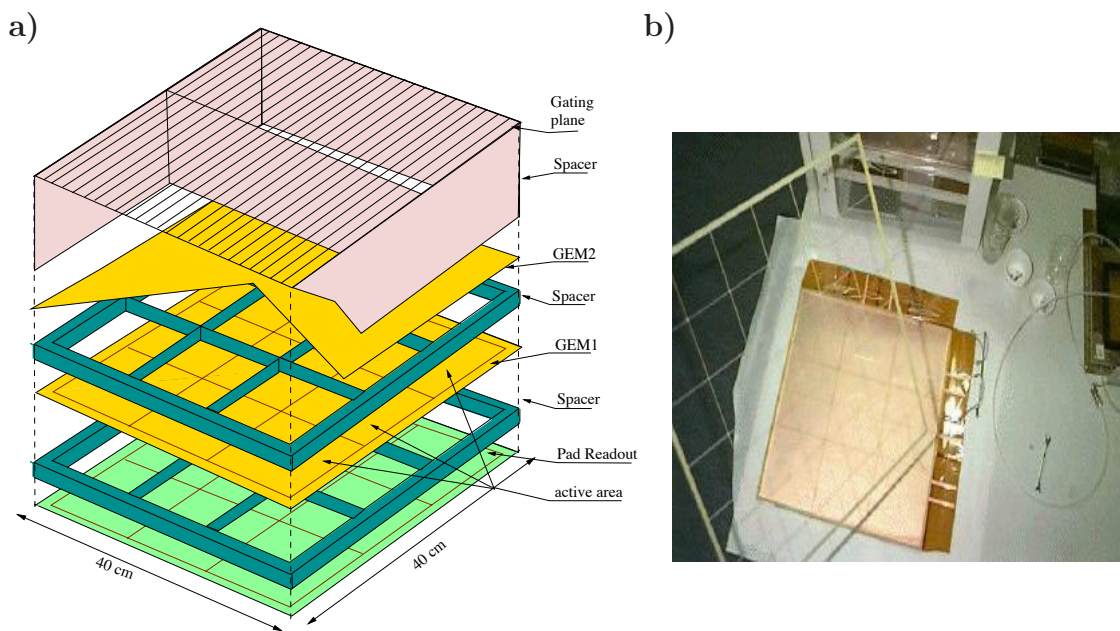 a)
b)
Gating
plane
Spacer
GEM2
Spacer
GEM1
Spacer
Pad Readout
active area
40 cm
40 cm